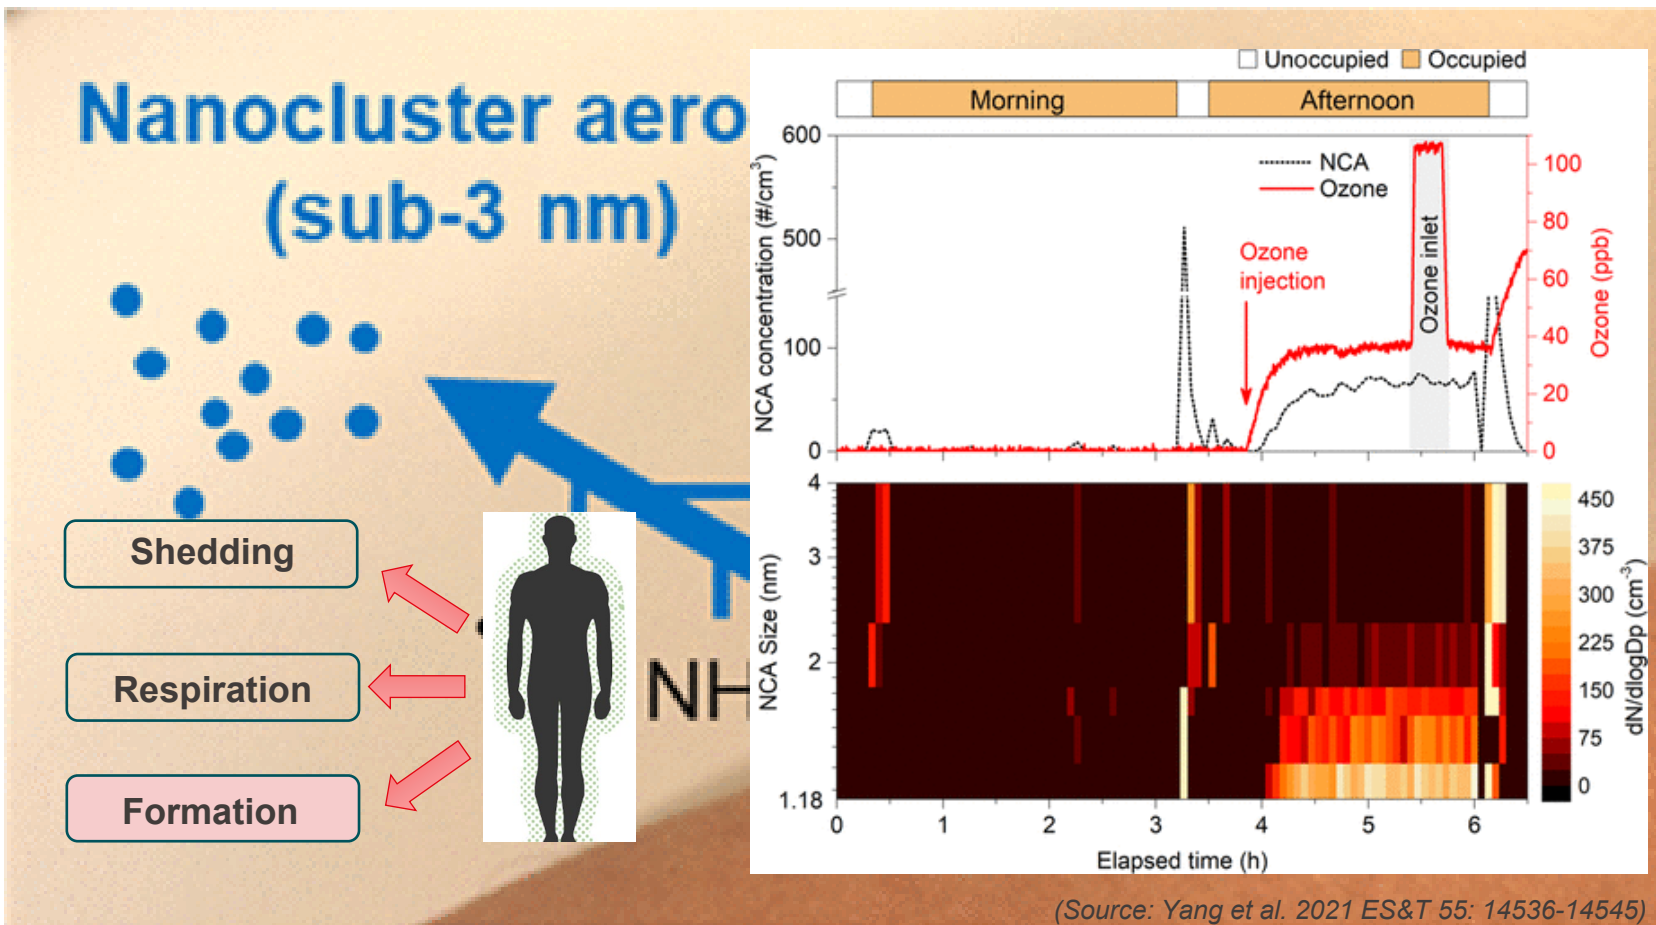 Nanocluster aero
(sub-3 nm)
Shedding
Respiration
Formation
NH
Unoccupied
Occupied
Morning
Afternoon
NCA concentration (#/cm³)
600
500
100
0
NCA
Ozone
Ozone
injection
Ozone inlet
100
80
60
40
20
0
Ozone (ppb)
NCA Size (nm)
4
3
2
1.18
0 1 2 3 4 5 6
Elapsed time (h)
450
375
300
225
150
75
0
dN/dlogDp (cm⁻³)
(Source: Yang et al. 2021 ES&T 55: 14536-14545)